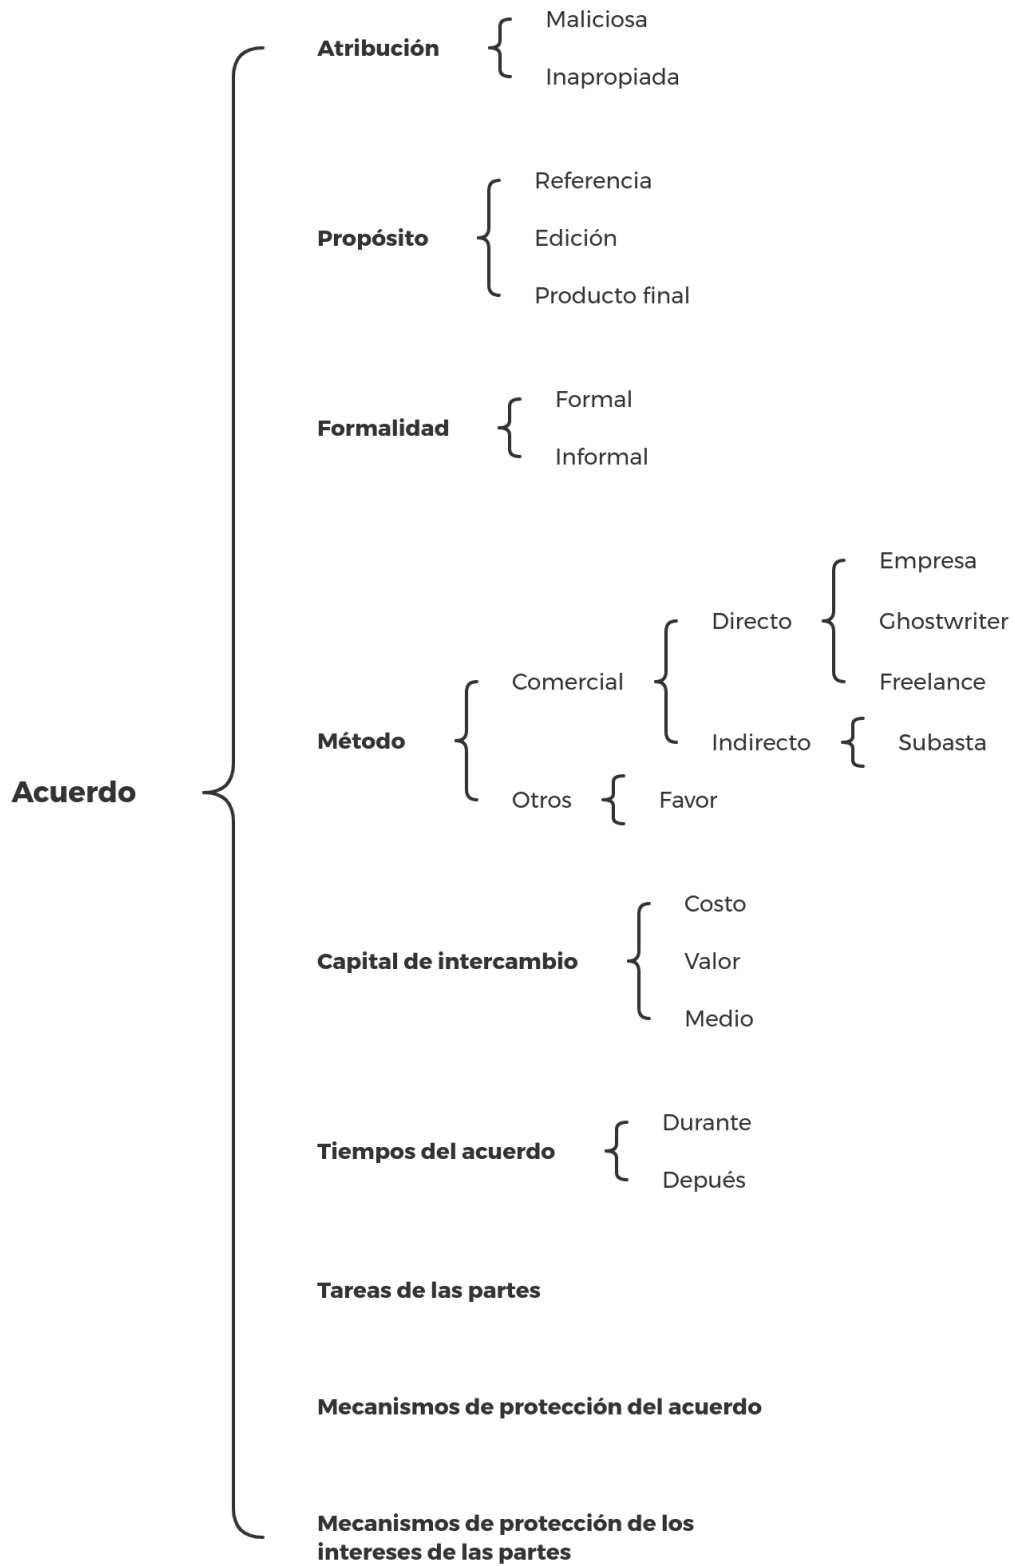 Acuerdo
Atribución
Maliciosa
Inapropiada
Propósito
Referencia
Edición
Producto final
Formalidad
Formal
Informal
Método
Comercial
Directo
Empresa
Ghostwriter
Freelance
Indirecto
Subasta
Otros
Favor
Capital de intercambio
Costo
Valor
Medio
Tiempos del acuerdo
Durante
Depués
Tareas de las partes
Mecanismos de protección del acuerdo
Mecanismos de protección de los
intereses de las partes